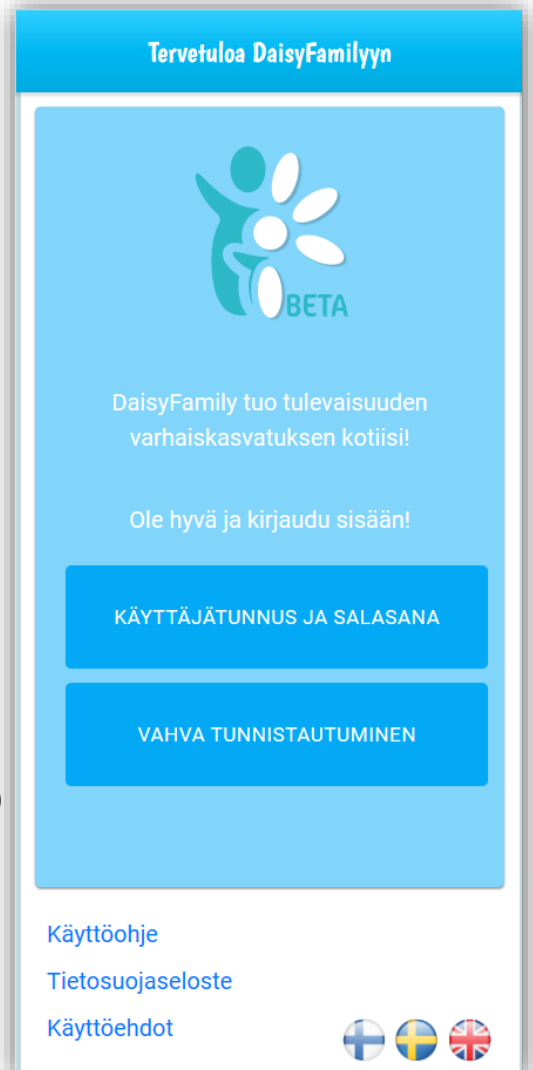 Tervetuloa DaisyFamilyyn
BETA
DaisyFamily tuo tulevaisuuden
varhaiskasvatuksen kotiisi!
Ole hyvä ja kirjaudu sisään!
KÄYTTÄJÄTUNNUS JA SALASANA
VAHVA TUNNISTAUTUMINEN
Käyttöohje
Tietosuojaseloste
Käyttöehdot